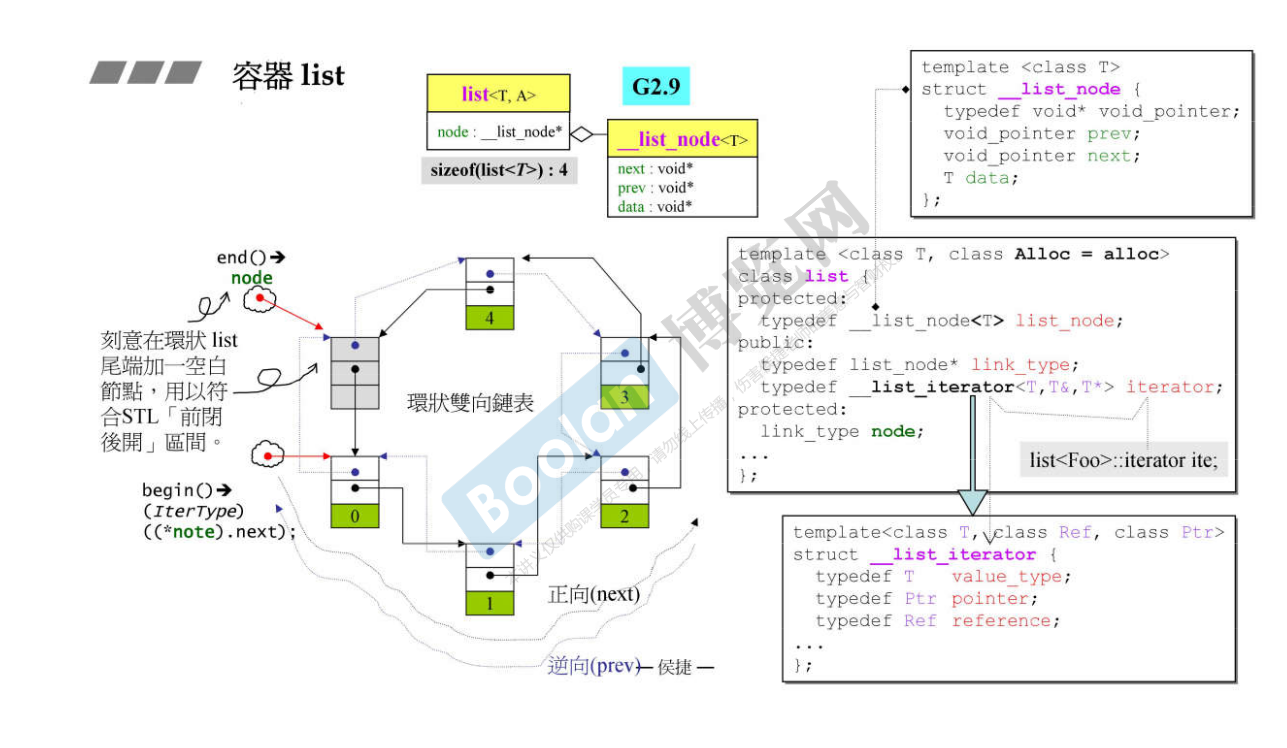 容器 list
G2.9
list<T, A>
node : __list_node*
sizeof(list<T>) : 4
__list_node<T>
next : void*
prev : void*
data : void*
template <class T>
struct __list_node {
typedef void* void_pointer;
void_pointer prev;
void_pointer next;
T data;
};
end()➔
node
刻意在環狀 list
尾端加一空白
節點，用以符
合STL「前閉
後開」區間。
begin()➔
(IterType)
((*note).next);
4
3
環狀雙向鏈表
0
2
1
正向(next)
逆向(prev)
— 侯捷 —
template <class T, class Alloc = alloc>
class list {
protected:
typedef __list_node<T> list_node;
public:
typedef list_node* link_type;
typedef __list_iterator<T,T&,T*> iterator;
protected:
link_type node;
...
};
list<Foo>::iterator ite;
template<class T, class Ref, class Ptr>
struct __list_iterator {
typedef T value_type;
typedef Ptr pointer;
typedef Ref reference;
...
};
Boolan 博览网